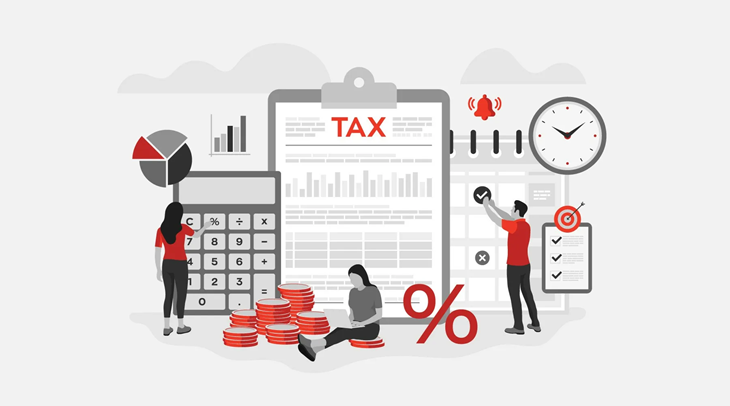 TAX
C % ÷ x
7 8 9 −
4 5 6 +
1 2 3 =
0 .
%